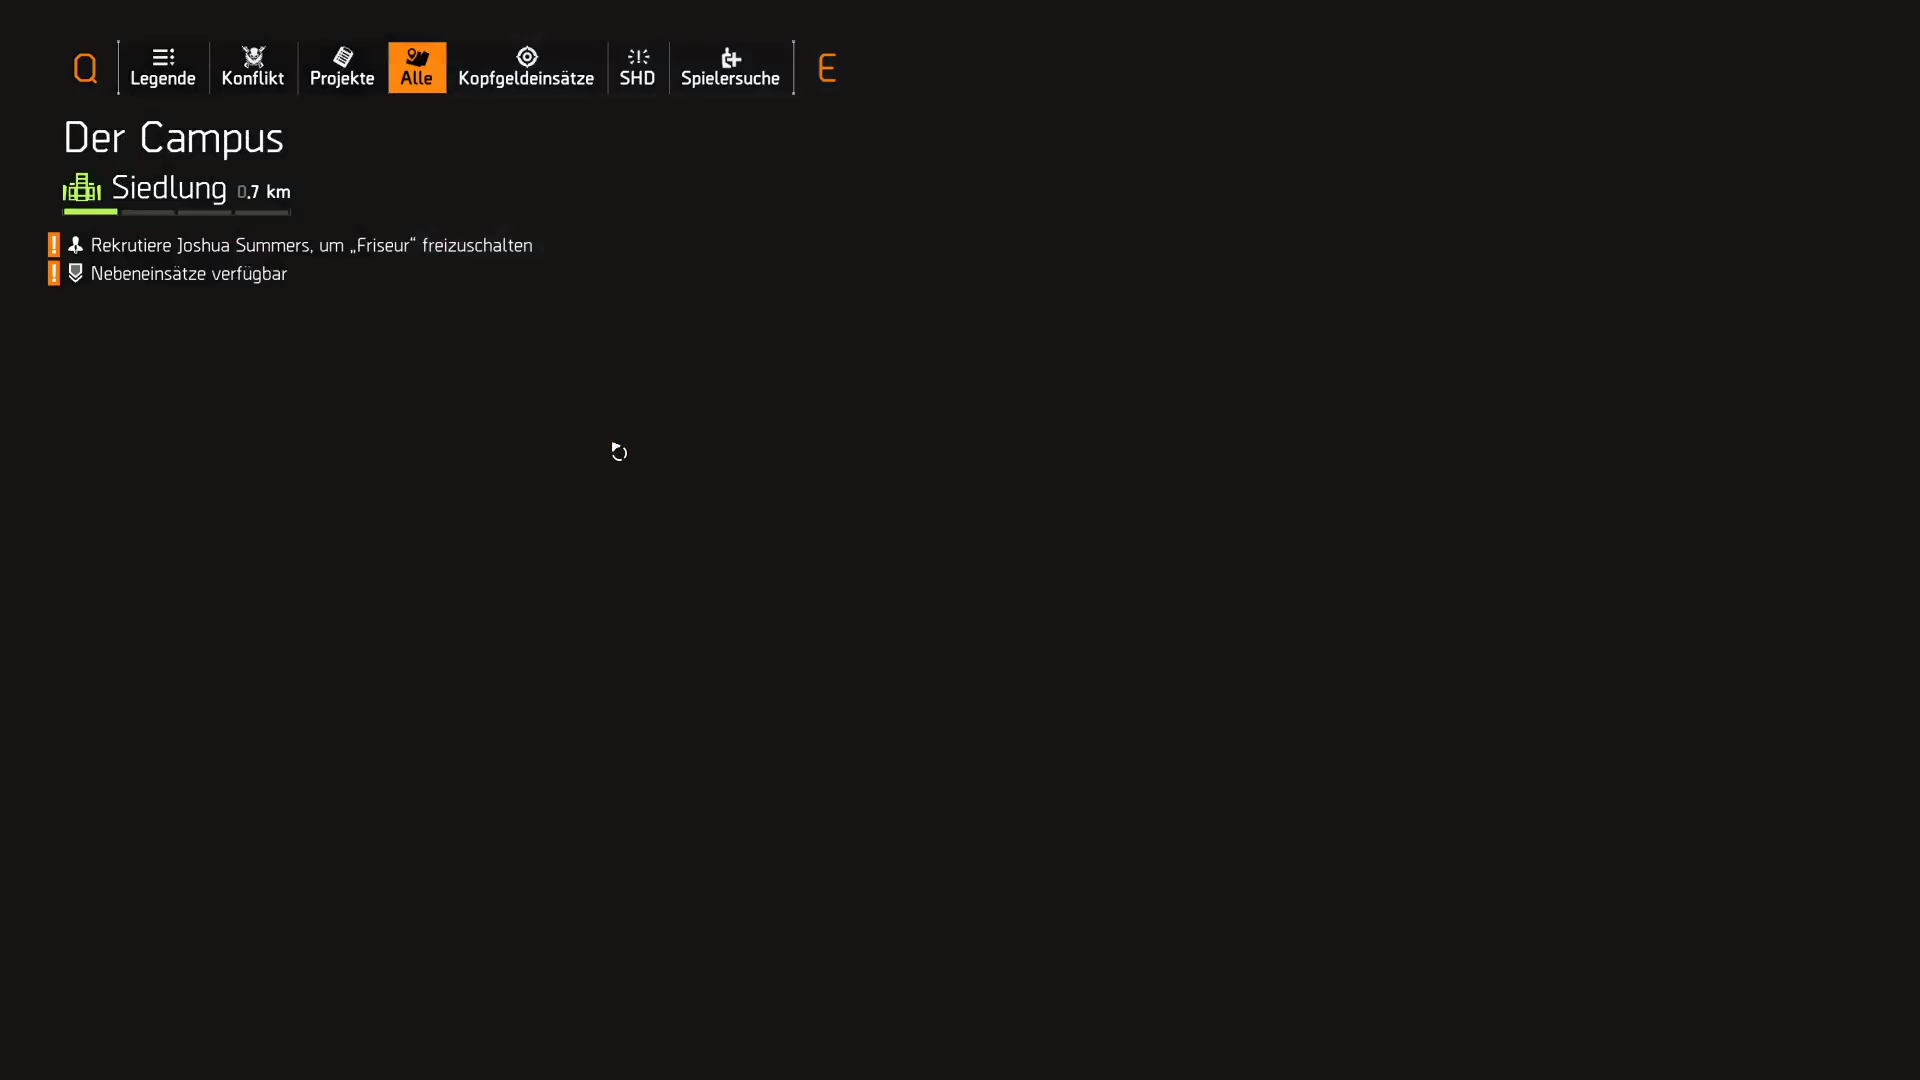 Q
Legende
Konflikt
Projekte
Alle
Kopfgeldeinsätze
SHD
Spielersuche
E
Der Campus
Siedlung 0.7 km
! Rekrutiere Joshua Summers, um „Friseur“ freizuschalten
! Nebeneinsätze verfügbar